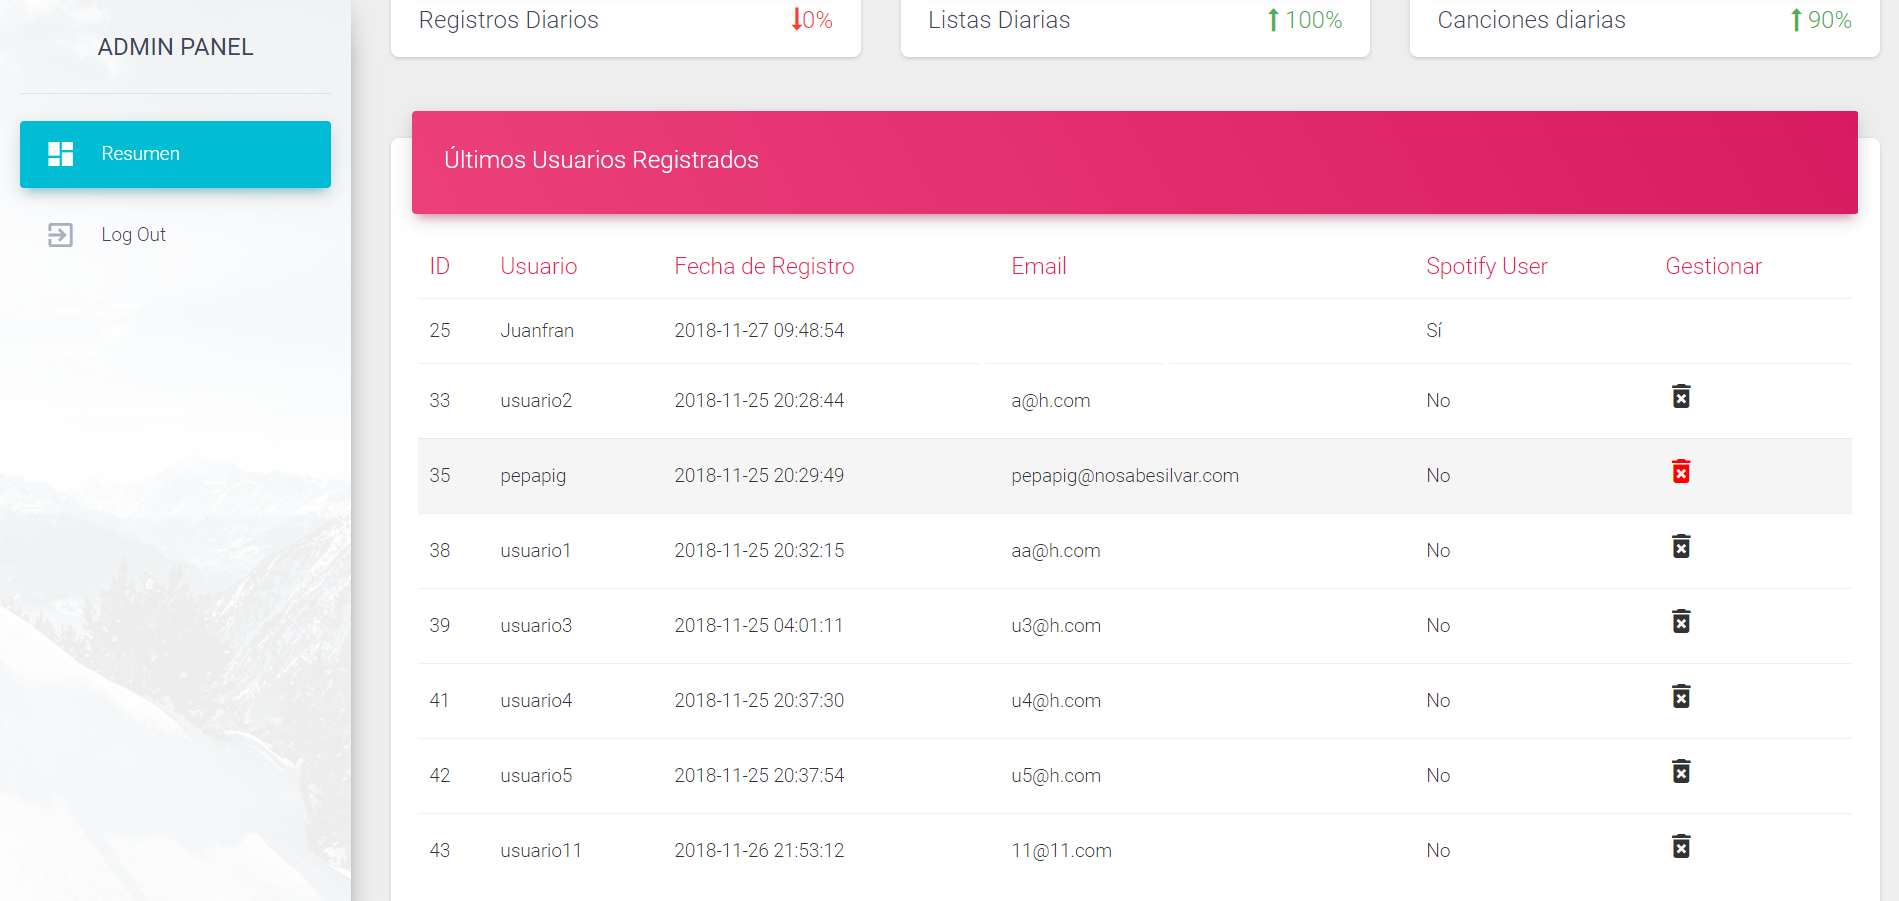 ADMIN PANEL
Resumen
Log Out
Registros Diarios 0%
Listas Diarias 100%
Canciones diarias 90%
Últimos Usuarios Registrados
ID Usuario Fecha de Registro Email Spotify User Gestionar
25 Juanfran 2018-11-27 09:48:54 Sí
33 usuario2 2018-11-25 20:28:44 a@h.com No
35 pepapig 2018-11-25 20:29:49 pepapig@nosabesilvar.com No
38 usuario1 2018-11-25 20:32:15 aa@h.com No
39 usuario3 2018-11-25 04:01:11 u3@h.com No
41 usuario4 2018-11-25 20:37:30 u4@h.com No
42 usuario5 2018-11-25 20:37:54 u5@h.com No
43 usuario11 2018-11-26 21:53:12 11@11.com No